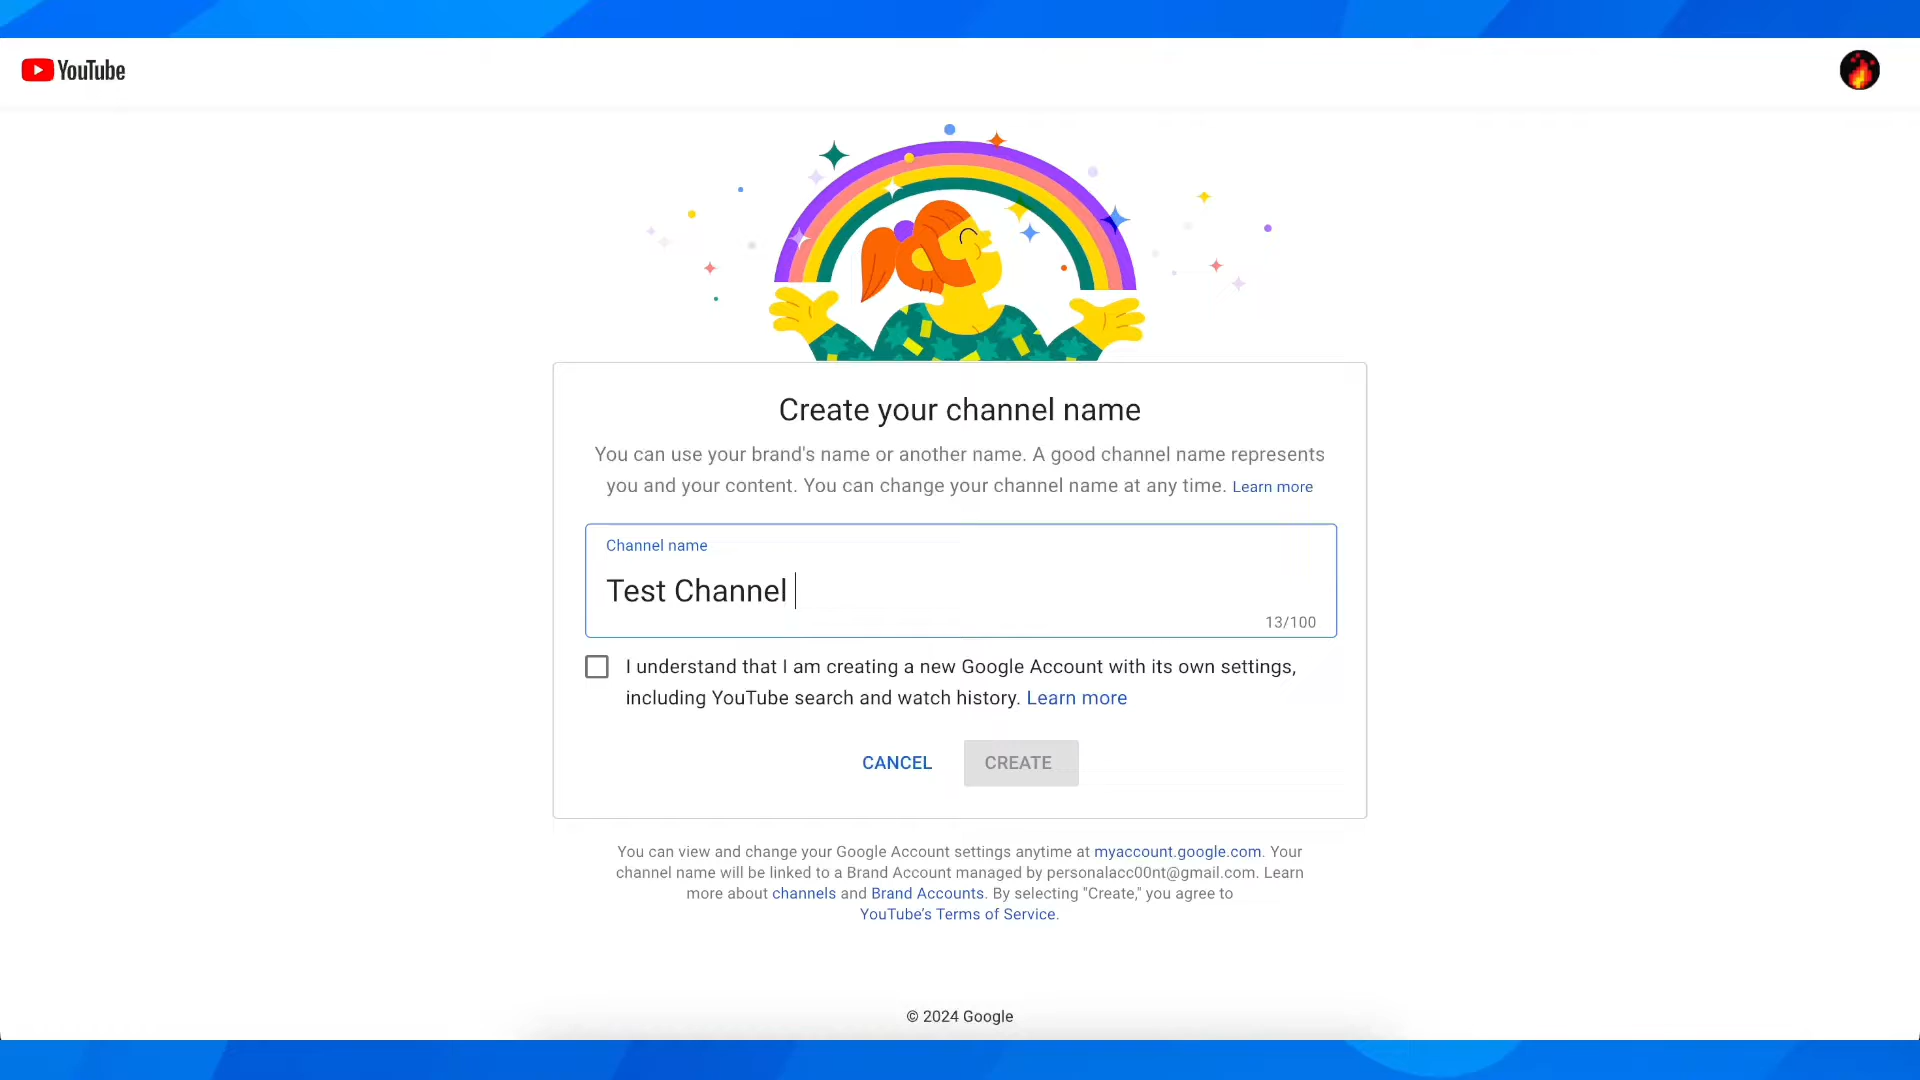 YouTube
Create your channel name
You can use your brand's name or another name. A good channel name represents
you and your content. You can change your channel name at any time. Learn more
Channel name
Test Channel
13/100
I understand that I am creating a new Google Account with its own settings,
including YouTube search and watch history. Learn more
CANCEL CREATE
You can view and change your Google Account settings anytime at myaccount.google.com. Your
channel name will be linked to a Brand Account managed by personalacc00nt@gmail.com. Learn
more about channels and Brand Accounts. By selecting "Create," you agree to
YouTube's Terms of Service.
© 2024 Google